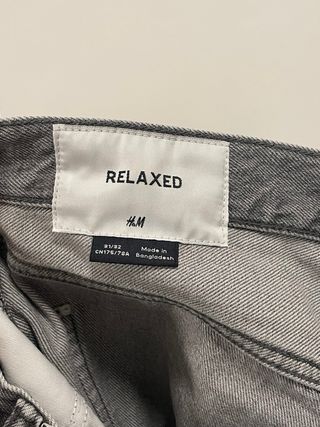 RELAXED
H&M
31/32
CN175/78A
Made in
Bangladesh